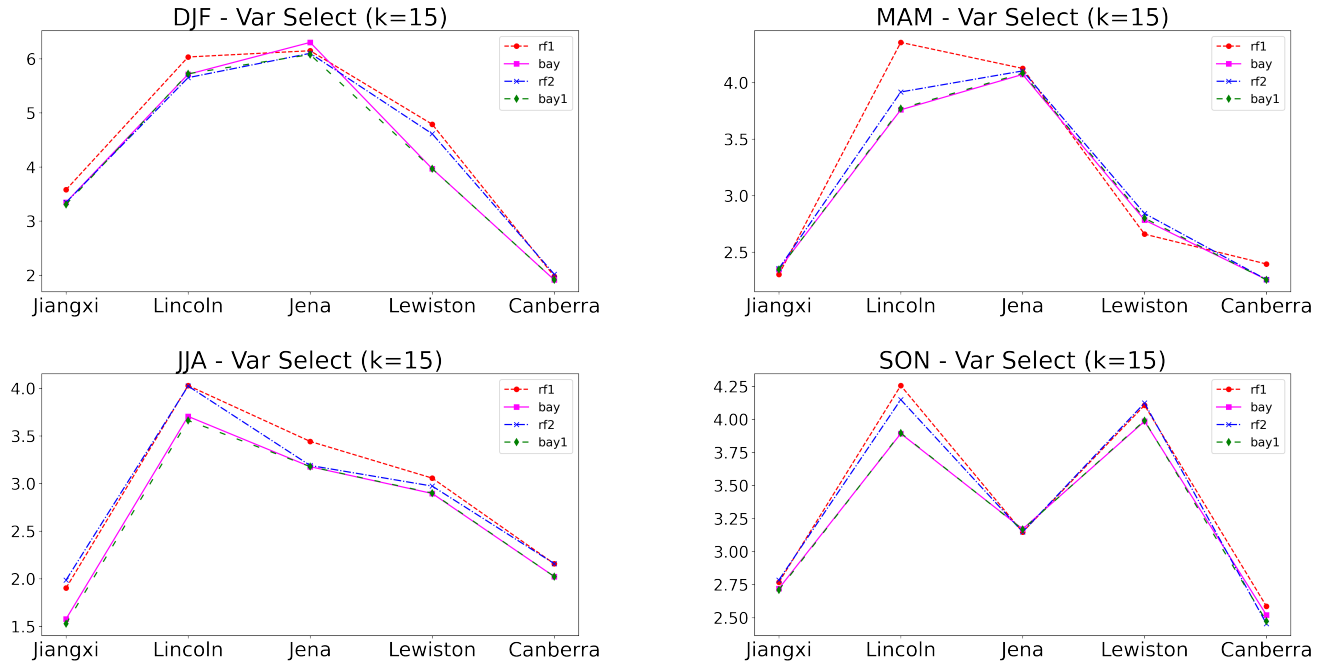 DJF - Var Select (k=15)
6
5
4
3
2
rf1
bay
rf2
bay1
Jiangxi Lincoln Jena Lewiston Canberra
MAM - Var Select (k=15)
4.0
3.5
3.0
2.5
rf1
bay
rf2
bay1
Jiangxi Lincoln Jena Lewiston Canberra
JJA - Var Select (k=15)
4.0
3.5
3.0
2.5
2.0
1.5
rf1
bay
rf2
bay1
Jiangxi Lincoln Jena Lewiston Canberra
SON - Var Select (k=15)
4.25
4.00
3.75
3.50
3.25
3.00
2.75
2.50
rf1
bay
rf2
bay1
Jiangxi Lincoln Jena Lewiston Canberra